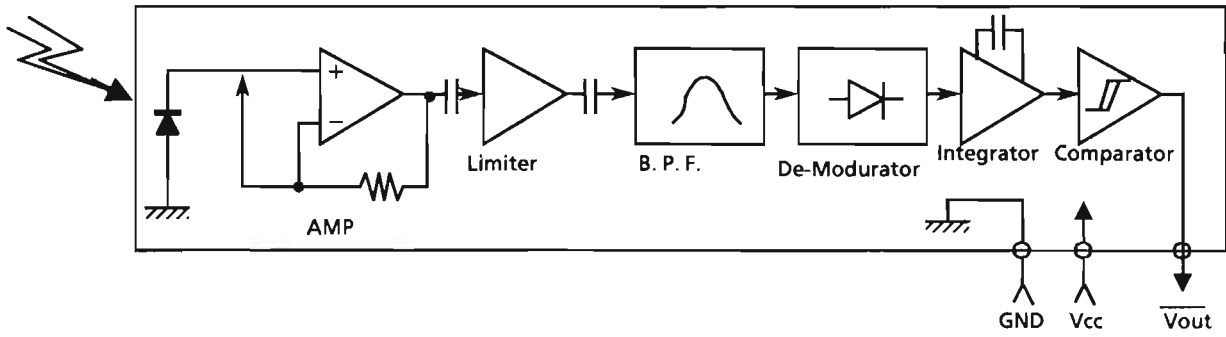 +
−
AMP
Limiter
B. P. F.
De-Modurator
Integrator
Comparator
GND
Vcc
Vout